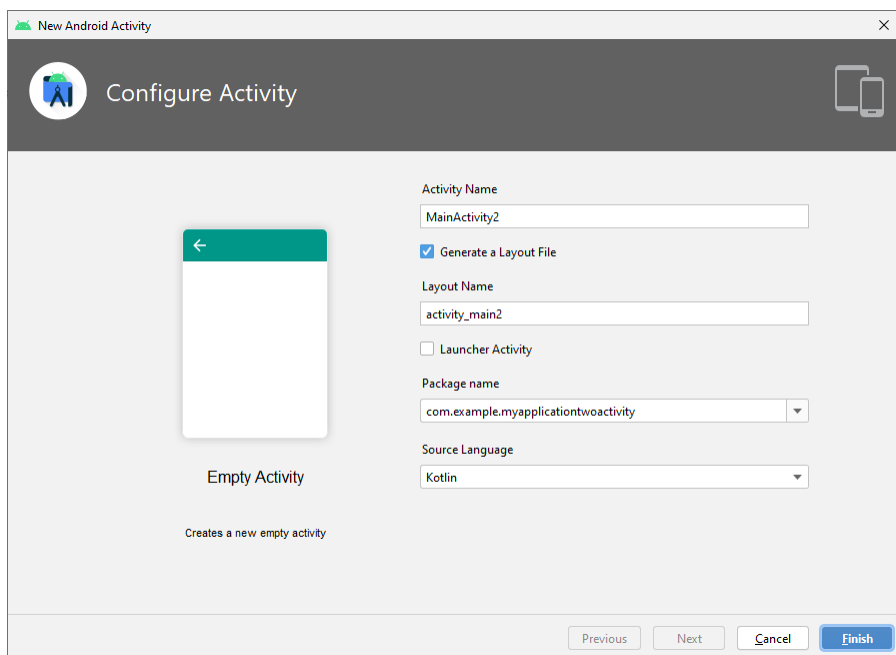 New Android Activity
Configure Activity
Activity Name
MainActivity2
Generate a Layout File
Layout Name
activity_main2
Launcher Activity
Package name
com.example.myapplicationtwoactivity
Source Language
Kotlin
Empty Activity
Creates a new empty activity
Previous
Next
Cancel
Finish